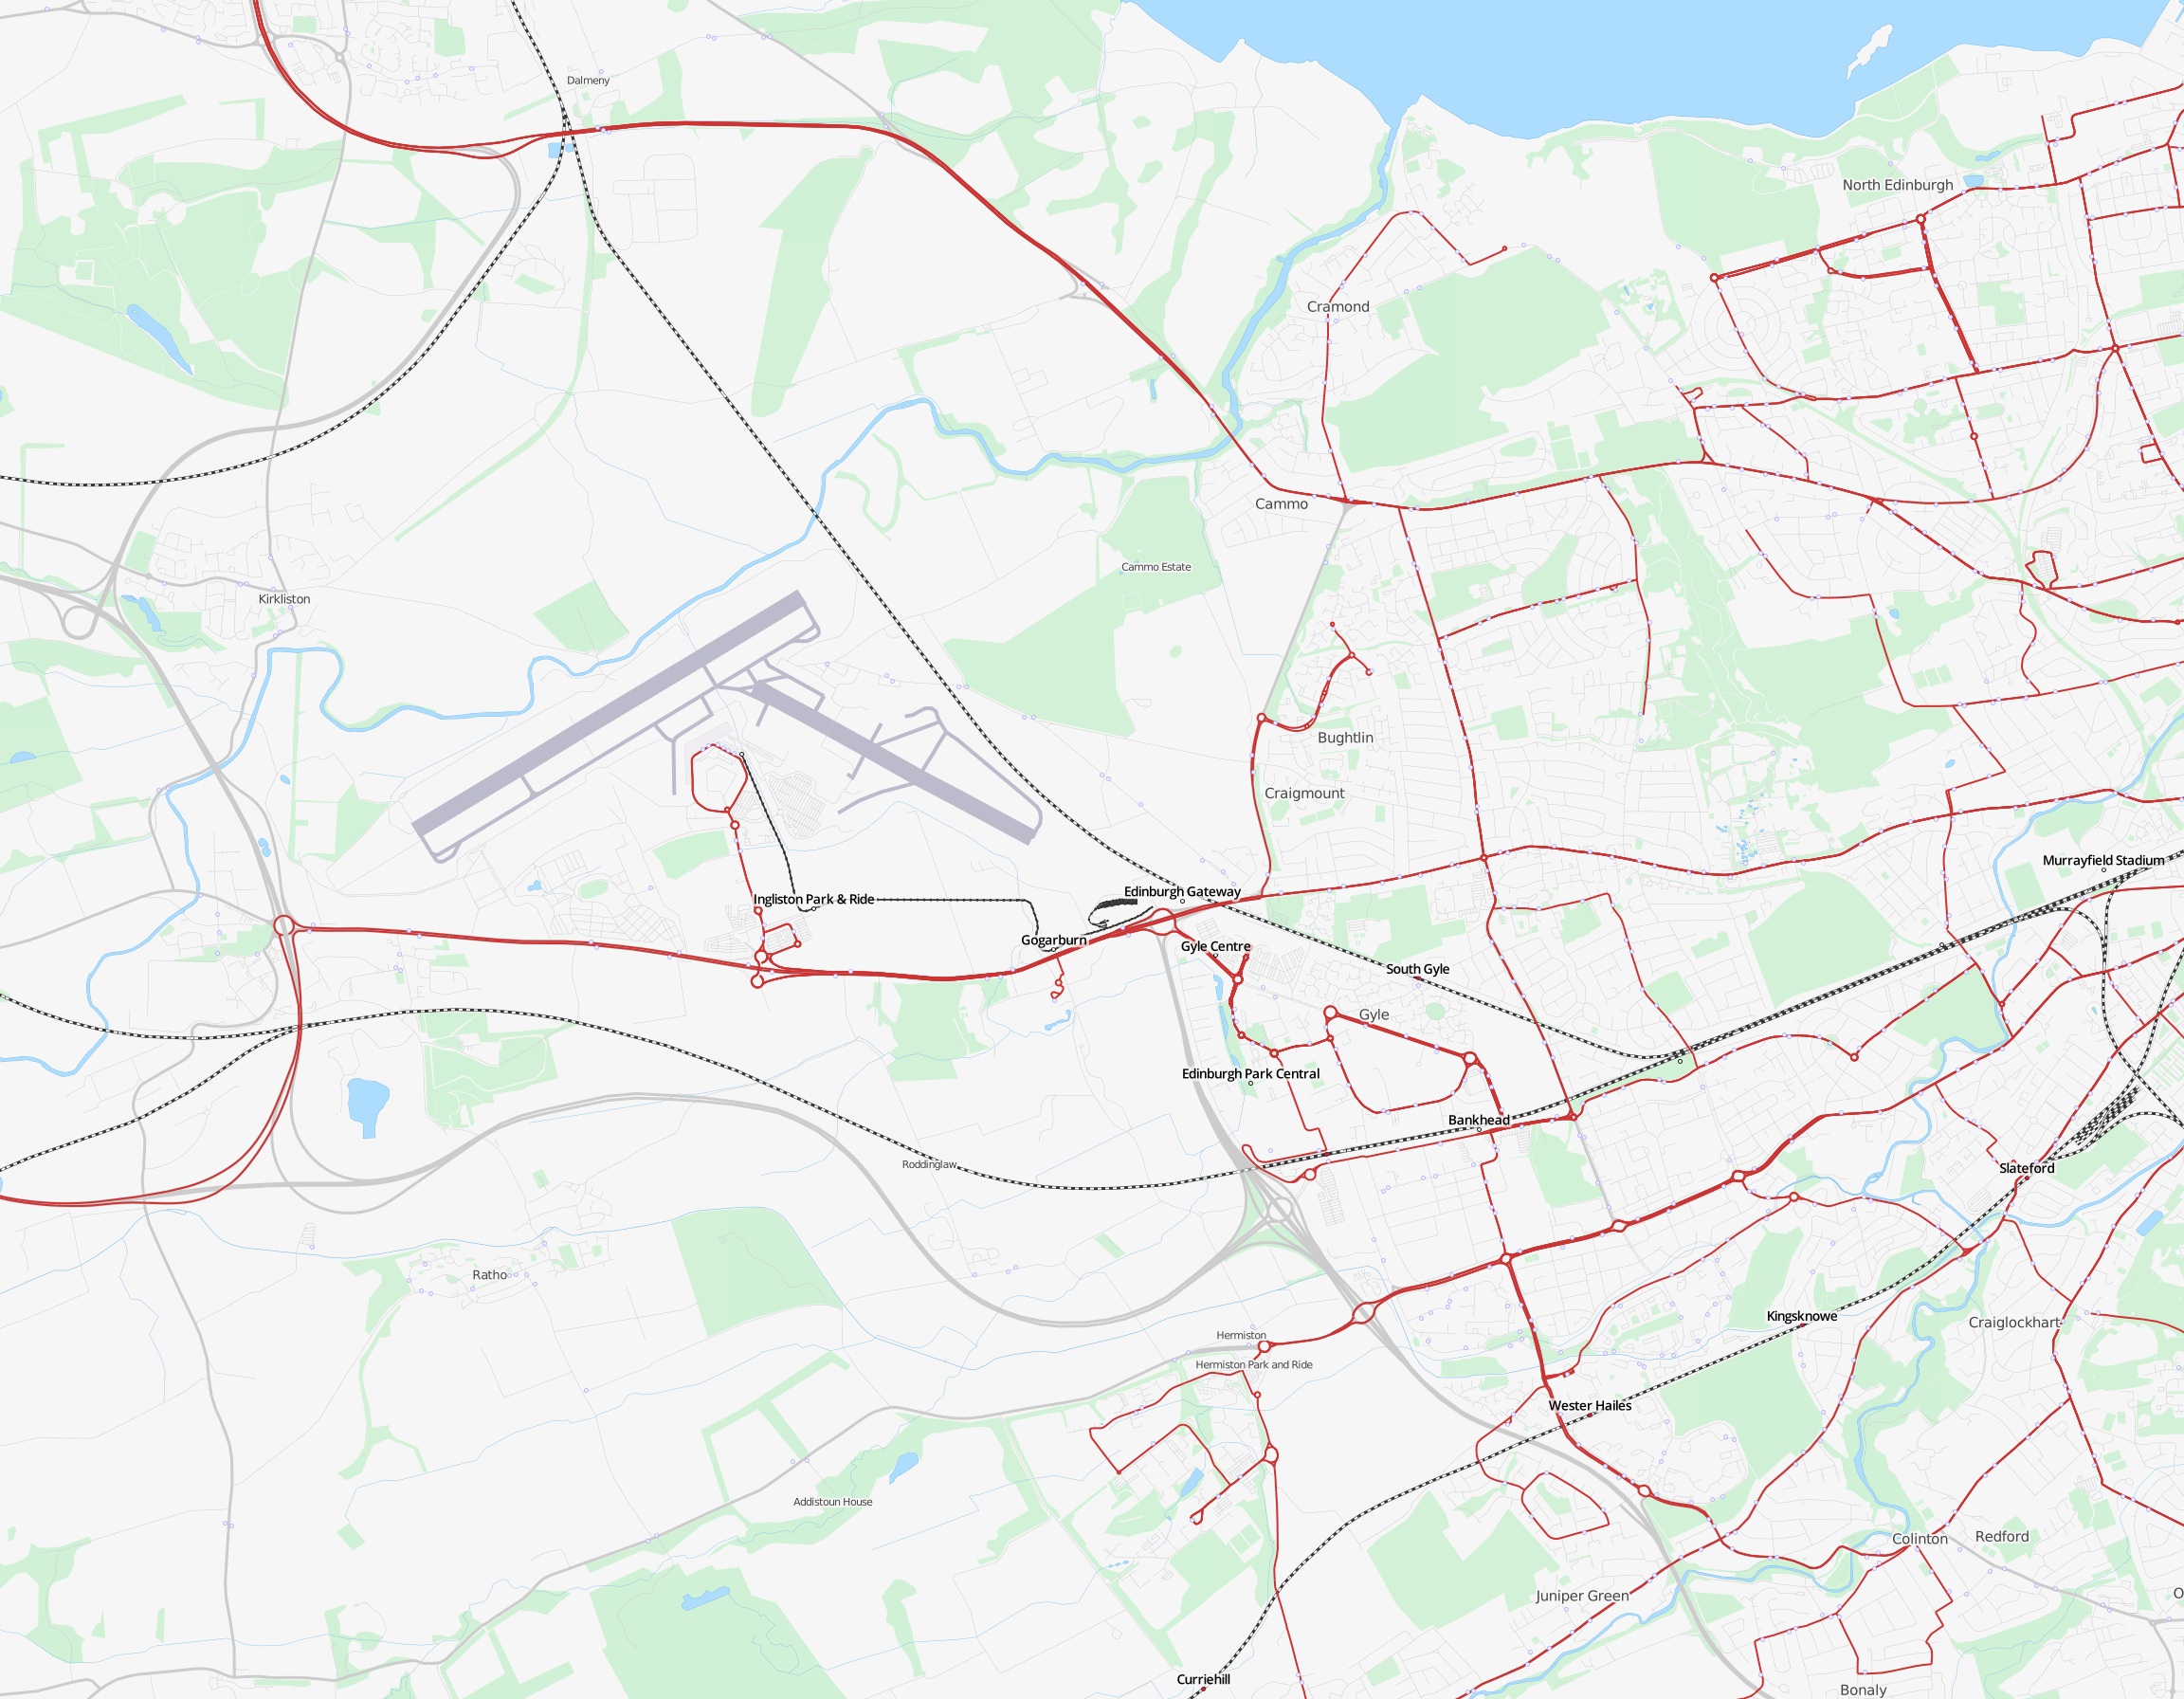 Dalmeny
North Edinburgh
Cramond
Cammo
Cammo Estate
Kirkliston
Bughtlin
Craigmount
Murrayfield Stadium
Edinburgh Gateway
Ingliston Park & Ride
Gogarburn
Gyle Centre
South Gyle
Gyle
Edinburgh Park Central
Bankhead
Roddinglaw
Slateford
Ratho
Kingsknowe
Craiglockhart
Hermiston
Hermiston Park and Ride
Wester Hailes
Addistoun House
Redford
Colinton
Juniper Green
O
Curriehill
Bonaly